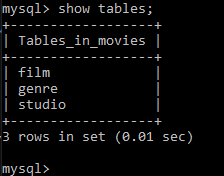 mysql> show tables;
+------------------+
| Tables_in_movies |
+------------------+
| film             |
| genre            |
| studio           |
+------------------+
3 rows in set (0.01 sec)
mysql>